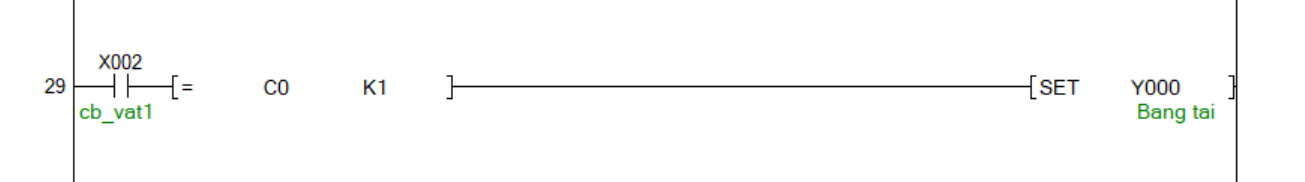 X002
29 [= C0 K1 ] [SET Y000 ]
cb_vat1 Bang tai